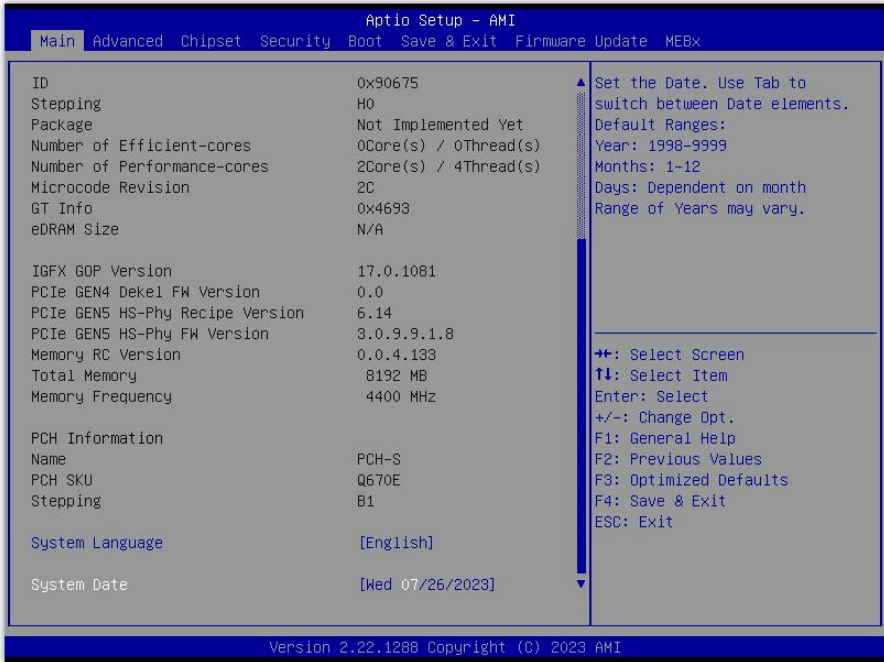 Aptio Setup - AMI
Main Advanced Chipset Security Boot Save & Exit Firmware Update MEBx
ID 0x90675
Stepping H0
Package Not Implemented Yet
Number of Efficient-cores 0Core(s) / 0Thread(s)
Number of Performance-cores 2Core(s) / 4Thread(s)
Microcode Revision 2C
GT Info 0x4693
eDRAM Size N/A
IGFX GOP Version 17.0.1081
PCIe GEN4 Dekel FW Version 0.0
PCIe GEN5 HS-Phy Recipe Version 6.14
PCIe GEN5 HS-Phy FW Version 3.0.9.9.1.8
Memory RC Version 0.0.4.133
Total Memory 8192 MB
Memory Frequency 4400 MHz
PCH Information
Name PCH-S
PCH SKU Q670E
Stepping B1
System Language [English]
System Date [Wed 07/26/2023]
Set the Date. Use Tab to
switch between Date elements.
Default Ranges:
Year: 1998-9999
Months: 1-12
Days: Dependent on month
Range of Years may vary.
→←: Select Screen
↑↓: Select Item
Enter: Select
+/-: Change Opt.
F1: General Help
F2: Previous Values
F3: Optimized Defaults
F4: Save & Exit
ESC: Exit
Version 2.22.1288 Copyright (C) 2023 AMI